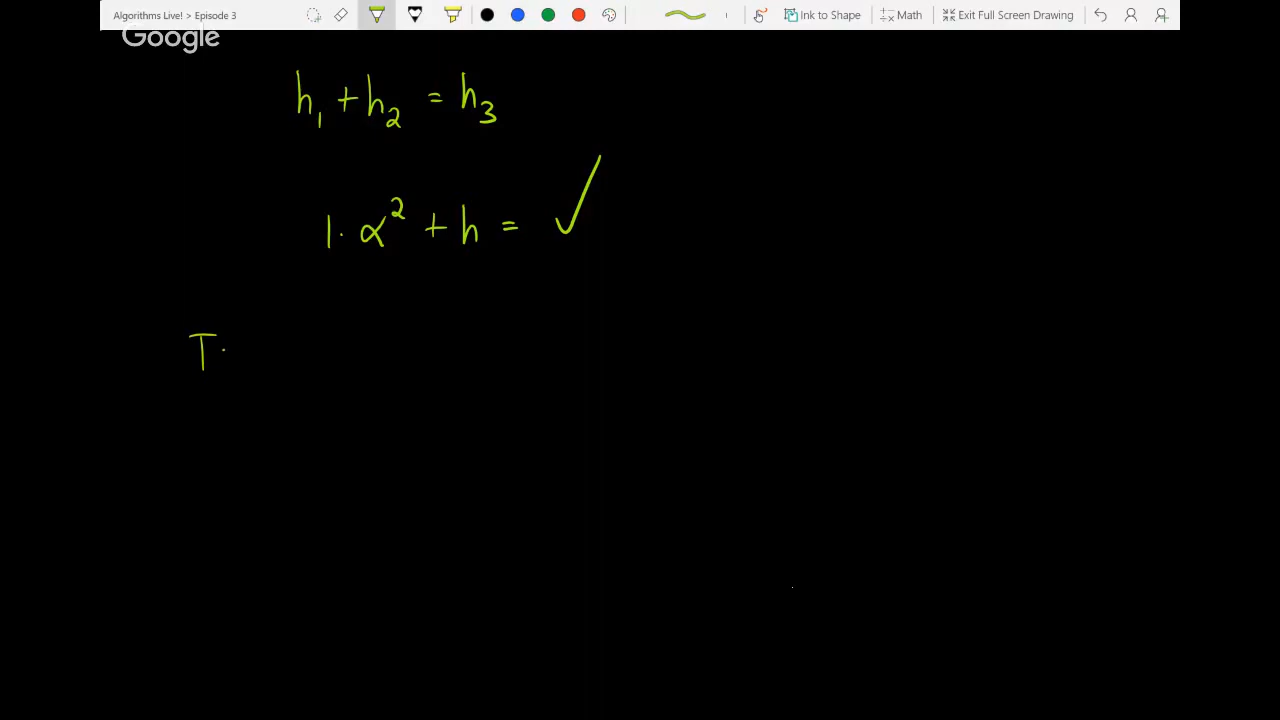 Algorithms Live! > Episode 3
Ink to Shape
Math
Exit Full Screen Drawing
Google
h₁ + h₂ = h₃
1. α² + h = ✓
T.